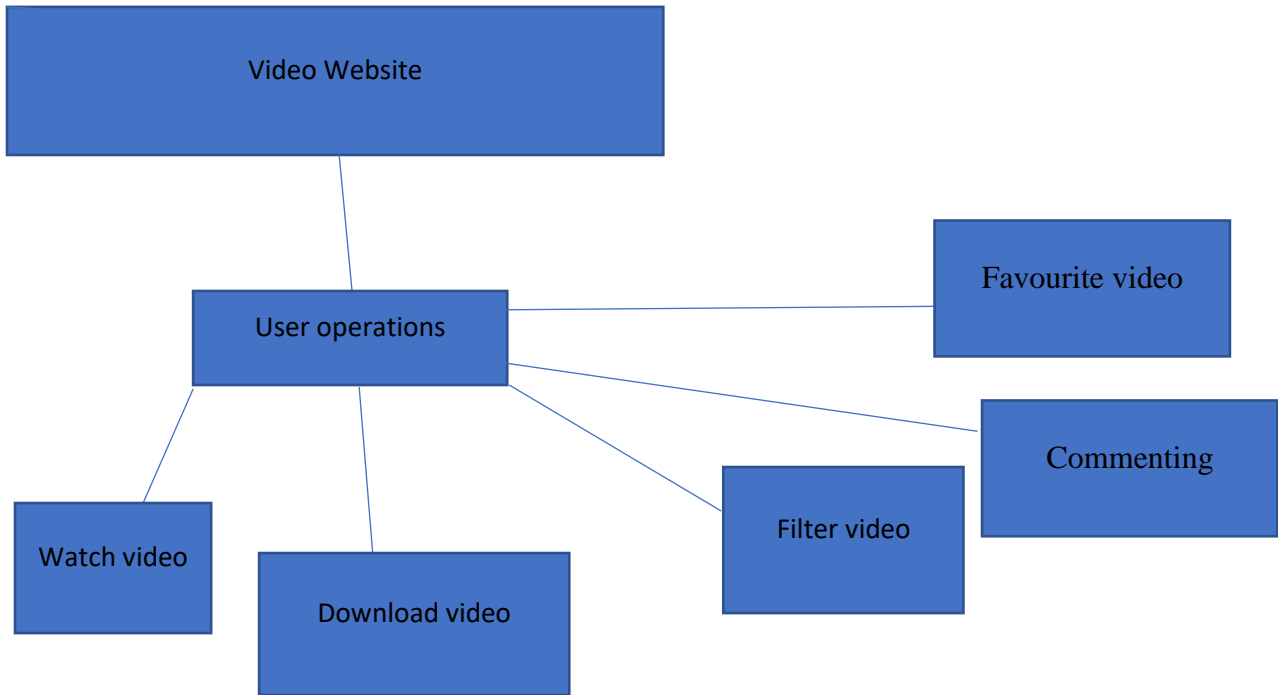 Video Website
Favourite video
User operations
Commenting
Filter video
Watch video
Download video